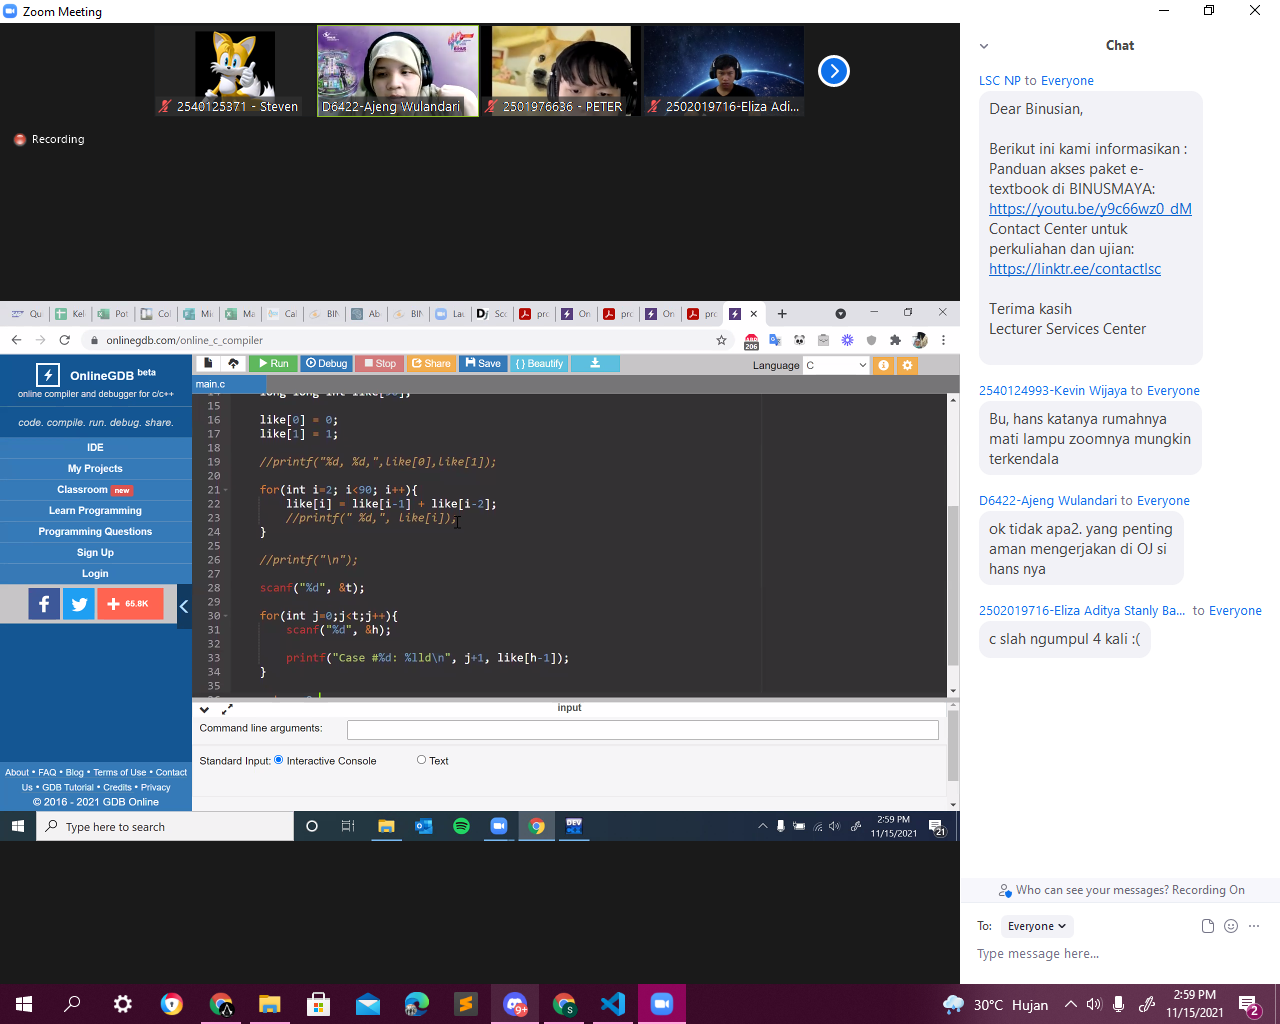 Zoom Meeting
2540125371 - Steven
D6422-Ajeng Wulandari
2501976636 - PETER
2502019716-Eliza Adi...
Recording
Qu
Kel
Pot
Col
Mic
Ma
Cal
BIN
Ab
BIN
Lau
Sc
pro
On
pro
On
pro
onlinegdb.com/online_c_compiler
206
OnlineGDB beta
online compiler and debugger for c/c++
code. compile. run. debug. share.
IDE
My Projects
Classroom new
Learn Programming
Programming Questions
Sign Up
Login
65.8K
About • FAQ • Blog • Terms of Use • Contact
Us • GDB Tutorial • Credits • Privacy
© 2016 - 2021 GDB Online
Run
Debug
Stop
Share
Save
{ } Beautify
Language C
main.c
14 long long int like[90];
15
16 like[0] = 0;
17 like[1] = 1;
18
19 //printf("%d, %d,",like[0],like[1]);
20
21 for(int i=2; i<90; i++){
22 like[i] = like[i-1] + like[i-2];
23 //printf(" %d,", like[i]);
24 }
25
26 //printf("\n");
27
28 scanf("%d", &t);
29
30 for(int j=0;j<t;j++){
31 scanf("%d", &h);
32
33 printf("Case #%d: %lld\n", j+1, like[h-1]);
34 }
35
input
Command line arguments:
Standard Input: Interactive Console Text
Type here to search
DEV
2:59 PM
11/15/2021
21
Chat
LSC NP to Everyone
Dear Binusian,
Berikut ini kami informasikan :
Panduan akses paket e-
textbook di BINUSMAYA:
https://youtu.be/y9c66wz0_dM
Contact Center untuk
perkuliahan dan ujian:
https://linktr.ee/contactlsc
Terima kasih
Lecturer Services Center
2540124993-Kevin Wijaya to Everyone
Bu, hans katanya rumahnya
mati lampu zoomnya mungkin
terkendala
D6422-Ajeng Wulandari to Everyone
ok tidak apa2. yang penting
aman mengerjakan di OJ si
hans nya
2502019716-Eliza Aditya Stanly Ba... to Everyone
c slah ngumpul 4 kali :(
Who can see your messages? Recording On
To: Everyone
Type message here...
9+
S
30°C Hujan
2:59 PM
11/15/2021
2